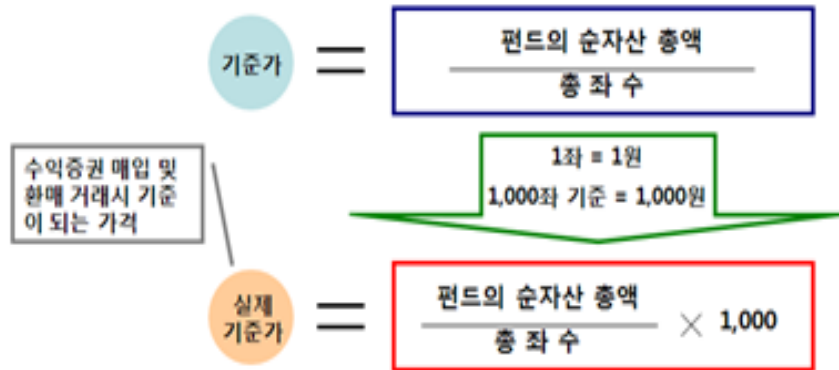 기준가
=
펀드의 순자산 총액
총 좌 수
1좌 = 1원
1,000좌 기준 = 1,000원
수익증권 매입 및
환매 거래시 기준
이 되는 가격
실제
기준가
=
펀드의 순자산 총액
총 좌 수
× 1,000